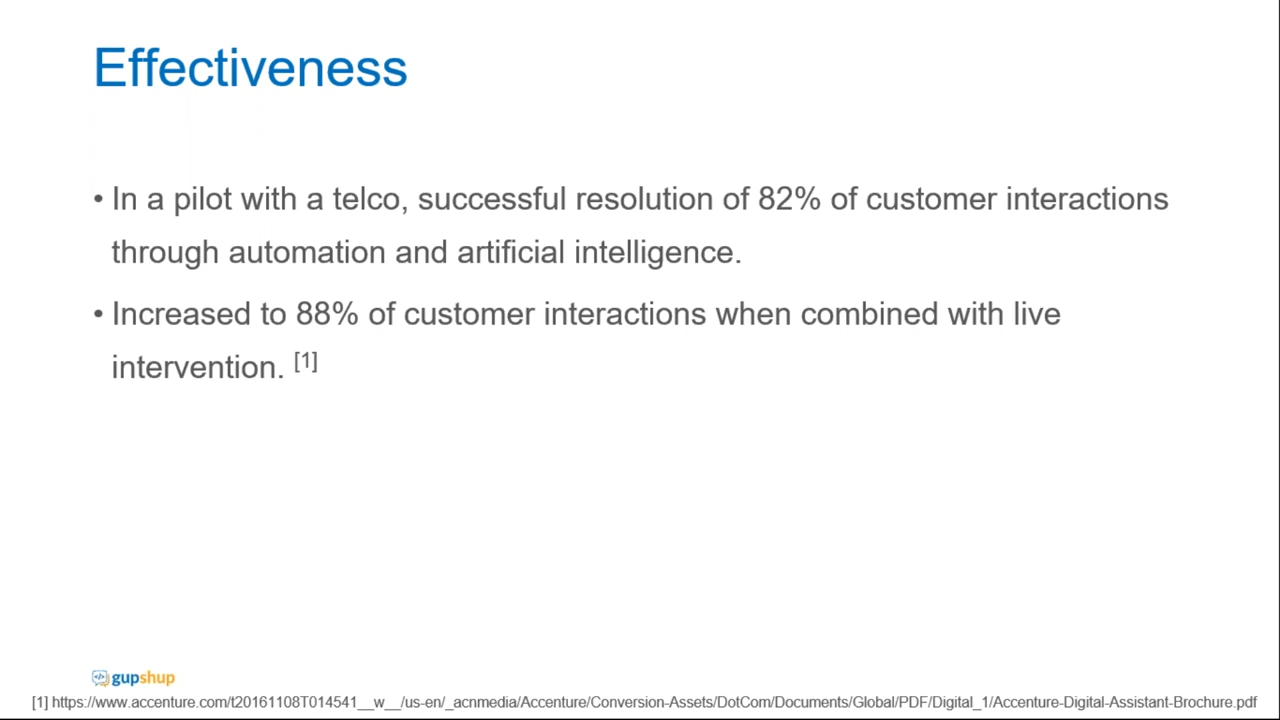 Effectiveness
• In a pilot with a telco, successful resolution of 82% of customer interactions
through automation and artificial intelligence.
• Increased to 88% of customer interactions when combined with live
intervention. [1]
gupshup
[1] https://www.accenture.com/t20161108T014541__w__/us-en/_acnmedia/Accenture/Conversion-Assets/DotCom/Documents/Global/PDF/Digital_1/Accenture-Digital-Assistant-Brochure.pdf